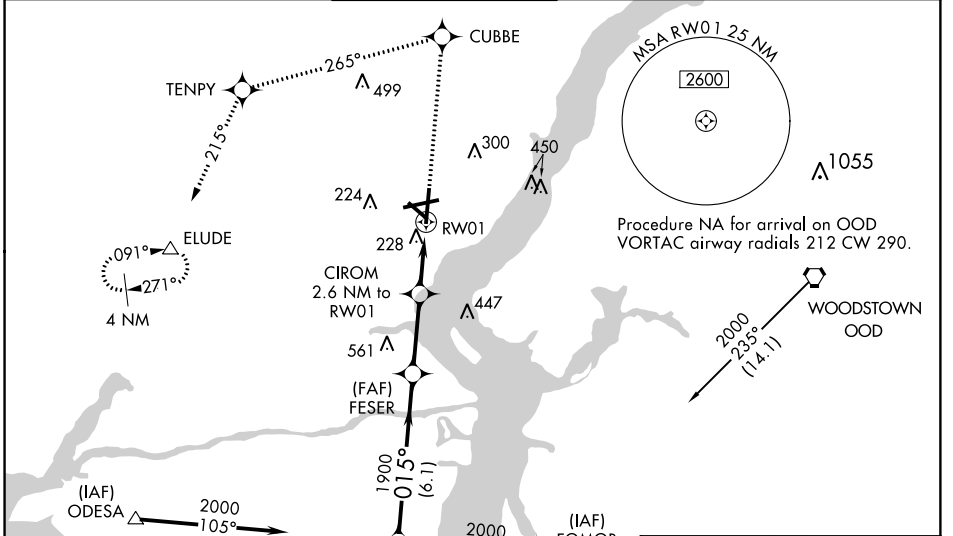 CUBBE
MSA RW01 25 NM
2600
265°
TENPY
499
215°
300
450
1055
224
RW01
228
Procedure NA for arrival on OOD
VORTAC airway radials 212 CW 290.
ELUDE
091°
271°
4 NM
CIROM
2.6 NM to
RW01
447
WOODSTOWN
OOD
2000
235°
(14.1)
561
(FAF)
FESER
1900
015°
(6.1)
(IAF)
ODESA
2000
105°
2000
(IAF)